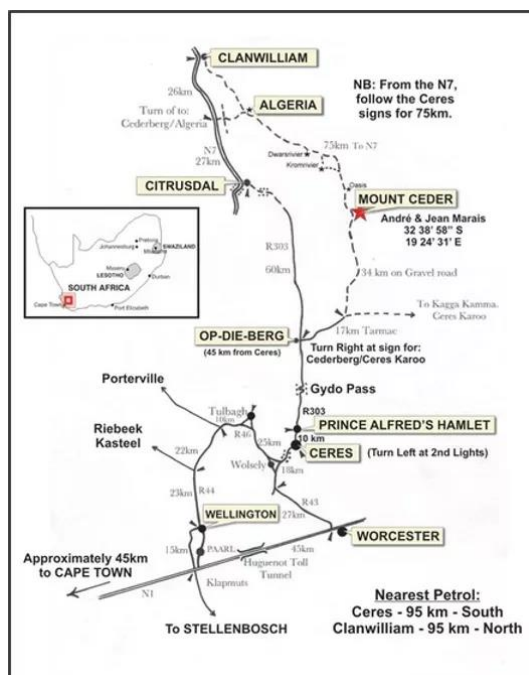 CLANWILLIAM
26km
ALGERIA
NB: From the N7,
follow the Ceres
signs for 75km.
Turn of to:
Cederberg/Algeria
75km To N7
Dwarsrivier
Kromrivier
N7
27km
CITRUSDAL
Oasis
MOUNT CEDER
André & Jean Marais
32 38' 58" S
19 24' 31' E
Pretoria
Johannesburg
Mbabane
SWAZILAND
Maseru
LESOTHO
Durban
SOUTH AFRICA
Cape Town
Port Elizabeth
R303
60km
34 km on Gravel road
To Kagga Kamma.
Ceres Karoo
17km Tarmac
OP-DIE-BERG
(45 km from Ceres)
Turn Right at sign for:
Cederberg/Ceres Karoo
Gydo Pass
Porterville
Tulbagh
10km
R46
25km
R303
PRINCE ALFRED'S HAMLET
10 km
CERES
(Turn Left at 2nd Lights)
Riebeek
Kasteel
22km
Wolsely
18km
23km
R44
R43
27km
WELLINGTON
WORCESTER
15km
PAARL
45km
Huguenot Toll
Tunnel
Approximately 45km
to CAPE TOWN
N1
Klapmuts
To STELLENBOSCH
Nearest Petrol:
Ceres - 95 km - South
Clanwilliam - 95 km - North